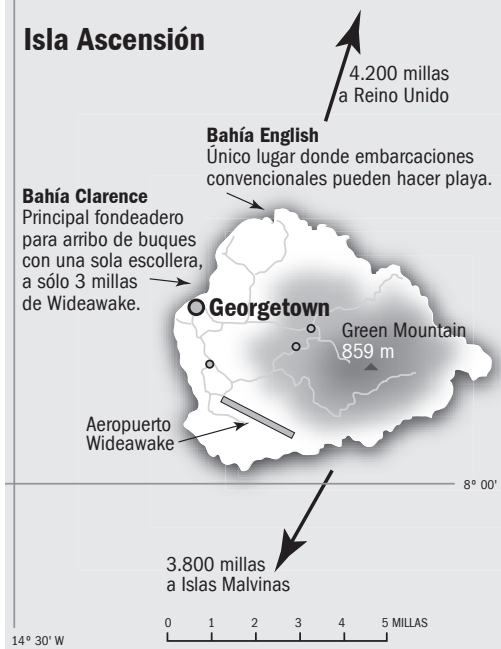 Isla Ascensión
4.200 millas
a Reino Unido
Bahía English
Único lugar donde embarcaciones
convencionales pueden hacer playa.
Bahía Clarence
Principal fondeadero
para arribo de buques
con una sola escollera,
a sólo 3 millas
de Wideawake.
Georgetown
Green Mountain
859 m
Aeropuerto
Wideawake
8° 00'
3.800 millas
a Islas Malvinas
0 1 2 3 4 5 MILLAS
14° 30' W